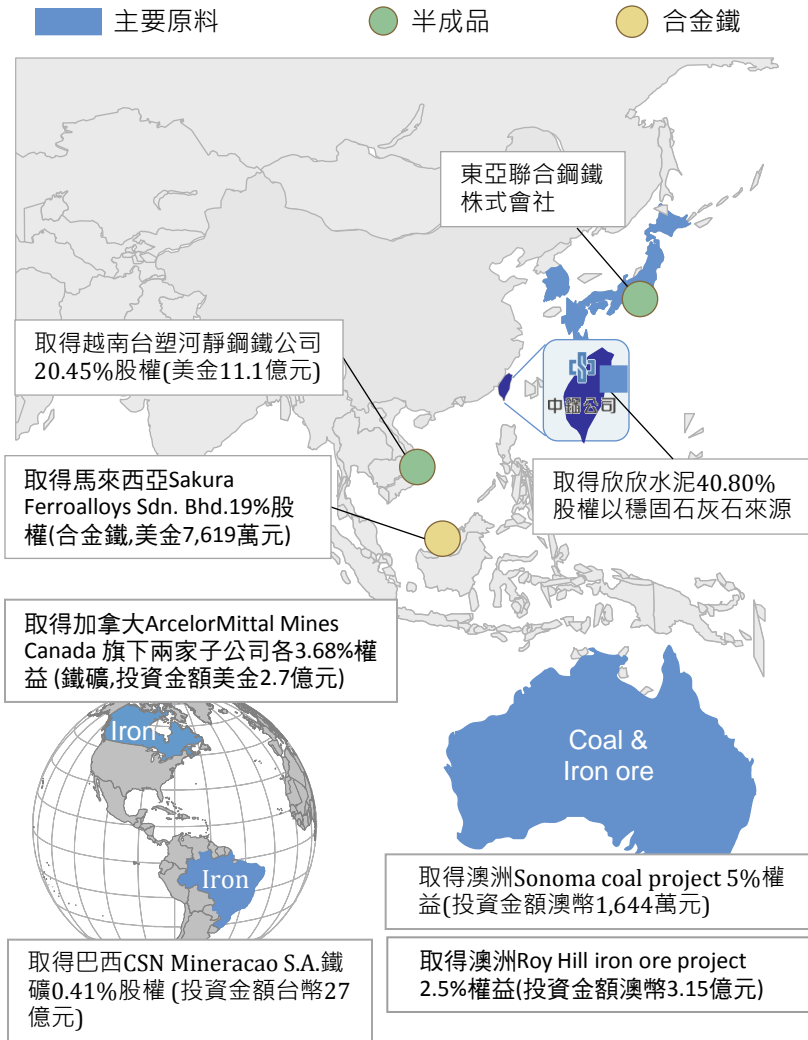 主要原料
半成品
合金鐵
東亞聯合鋼鐵
株式會社
取得越南台塑河靜鋼鐵公司
20.45%股權(美金11.1億元)
中鋼公司
取得馬來西亞Sakura
Ferroalloys Sdn. Bhd.19%股
權(合金鐵,美金7,619萬元)
取得欣欣水泥40.80%
股權以穩固石灰石來源
取得加拿大ArcelorMittal Mines
Canada 旗下兩家子公司各3.68%權
益 (鐵礦,投資金額美金2.7億元)
Iron
Coal &
Iron ore
Iron
取得澳洲Sonoma coal project 5%權
益(投資金額澳幣1,644萬元)
取得巴西CSN Mineracao S.A.鐵
礦0.41%股權 (投資金額台幣27
億元)
取得澳洲Roy Hill iron ore project
2.5%權益(投資金額澳幣3.15億元)